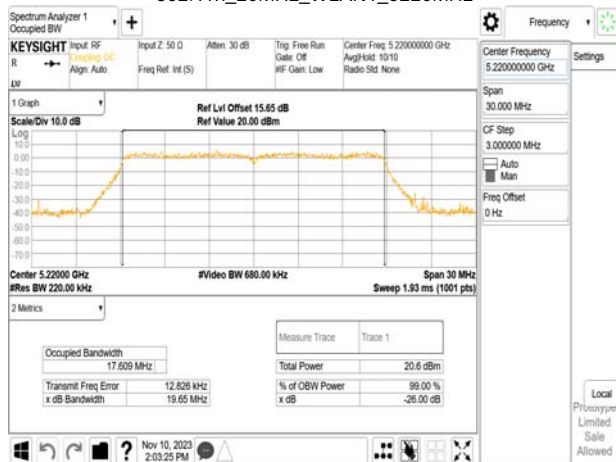 Spectrum Analyzer 1
Occupied BW
+
Frequency
KEYSIGHT Input: RF
Coupling: DC
Align: Auto
R
Input Z: 50 Ω
Freq Ref: Int (S)
Atten: 30 dB
Trig: Free Run
Gate: Off
#IF Gain: Low
Center Freq: 5.220000000 GHz
Avg|Hold: 10/10
Radio Std: None
Center Frequency
5.220000000 GHz
Settings
Span
30.000 MHz
CF Step
3.000000 MHz
Auto
Man
Freq Offset
0 Hz
1 Graph
Scale/Div 10.0 dB
Ref Lvl Offset 15.65 dB
Ref Value 20.00 dBm
Log
10.0
0.00
-10.0
-20.0
-30.0
-40.0
-50.0
-60.0
-70.0
Center 5.22000 GHz
#Res BW 220.00 kHz
#Video BW 680.00 kHz
Span 30 MHz
Sweep 1.93 ms (1001 pts)
2 Metrics
Measure Trace Trace 1
Occupied Bandwidth
17.609 MHz
Total Power 20.6 dBm
Transmit Freq Error 12.826 kHz
% of OBW Power 99.00 %
x dB Bandwidth 19.65 MHz
x dB -26.00 dB
Local
Prototype
Limited
Sale
Allowed
?
Nov 10, 2023
2:03:25 PM